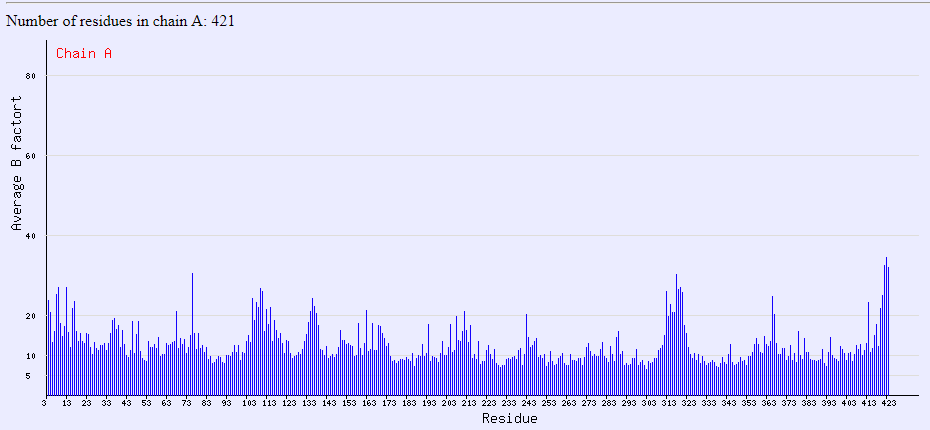 Number of residues in chain A: 421
Chain A
80
60
40
20
10
5
Average B factort
3 13 23 33 43 53 63 73 83 93 103 113 123 133 143 153 163 173 183 193 203 213 223 233 243 253 263 273 283 293 303 313 323 333 343 353 363 373 383 393 403 413 423
Residue